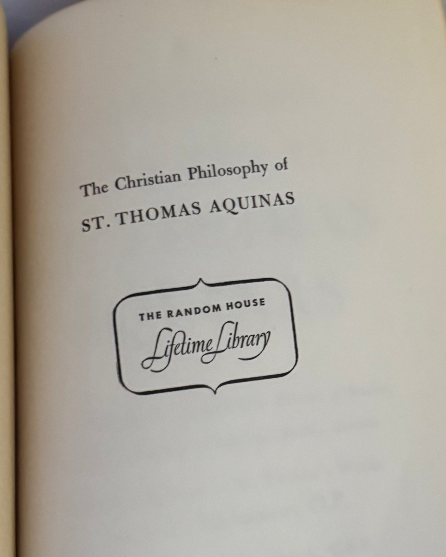 The Christian Philosophy of
ST. THOMAS AQUINAS
THE RANDOM HOUSE
Lifetime Library